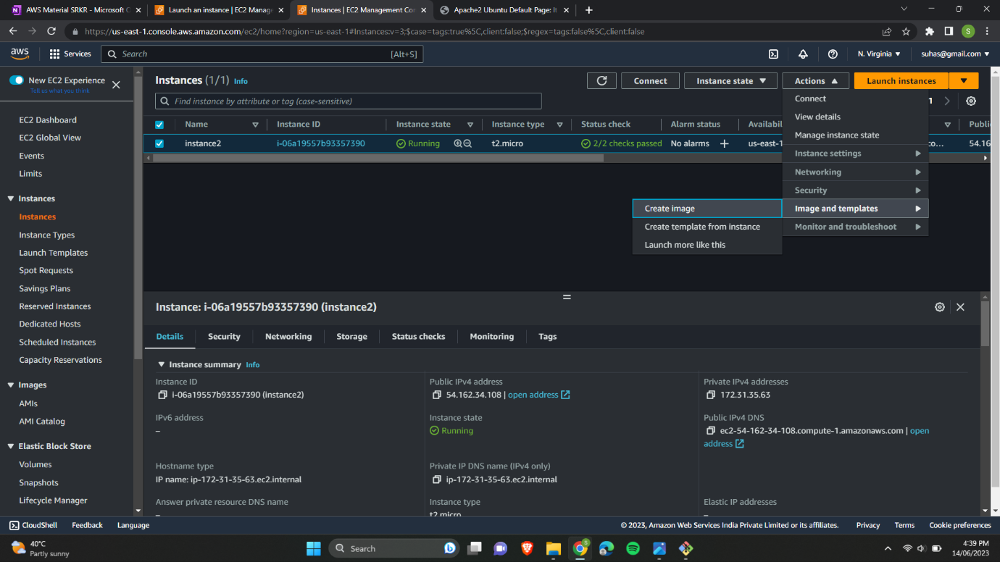 AWS Material SRKR - Microsoft O
Launch an instance | EC2 Manage
Instances | EC2 Management Con
Apache2 Ubuntu Default Page: It
https://us-east-1.console.aws.amazon.com/ec2/home?region=us-east-1#Instances:v=3;$case=tags:true%5C,client:false;$regex=tags:false%5C,client:false
S
aws
Services
Search
[Alt+S]
N. Virginia
suhas@gmail.com
New EC2 Experience
Tell us what you think
EC2 Dashboard
EC2 Global View
Events
Limits
Instances
Instances
Instance Types
Launch Templates
Spot Requests
Savings Plans
Reserved Instances
Dedicated Hosts
Scheduled Instances
Capacity Reservations
Images
AMIs
AMI Catalog
Elastic Block Store
Volumes
Snapshots
Lifecycle Manager
Instances (1/1) Info
Connect
Instance state
Actions
Launch instances
Find instance by attribute or tag (case-sensitive)
1
Name
Instance ID
Instance state
Instance type
Status check
Alarm status
Availabi
Publi
instance2
i-06a19557b93357390
Running
t2.micro
2/2 checks passed
No alarms
us-east-1
co...
54.16
Connect
View details
Manage instance state
Instance settings
Networking
Security
Image and templates
Monitor and troubleshoot
Create image
Create template from instance
Launch more like this
Instance: i-06a19557b93357390 (instance2)
Details
Security
Networking
Storage
Status checks
Monitoring
Tags
Instance summary Info
Instance ID
i-06a19557b93357390 (instance2)
Public IPv4 address
54.162.34.108 | open address
Private IPv4 addresses
172.31.35.63
IPv6 address
–
Instance state
Running
Public IPv4 DNS
ec2-54-162-34-108.compute-1.amazonaws.com | open
address
Hostname type
IP name: ip-172-31-35-63.ec2.internal
Private IP DNS name (IPv4 only)
ip-172-31-35-63.ec2.internal
Answer private resource DNS name
–
Instance type
t2.micro
Elastic IP addresses
–
CloudShell
Feedback
Language
© 2023, Amazon Web Services India Private Limited or its affiliates.
Privacy
Terms
Cookie preferences
40°C
Partly sunny
Search
4:39 PM
14/06/2023